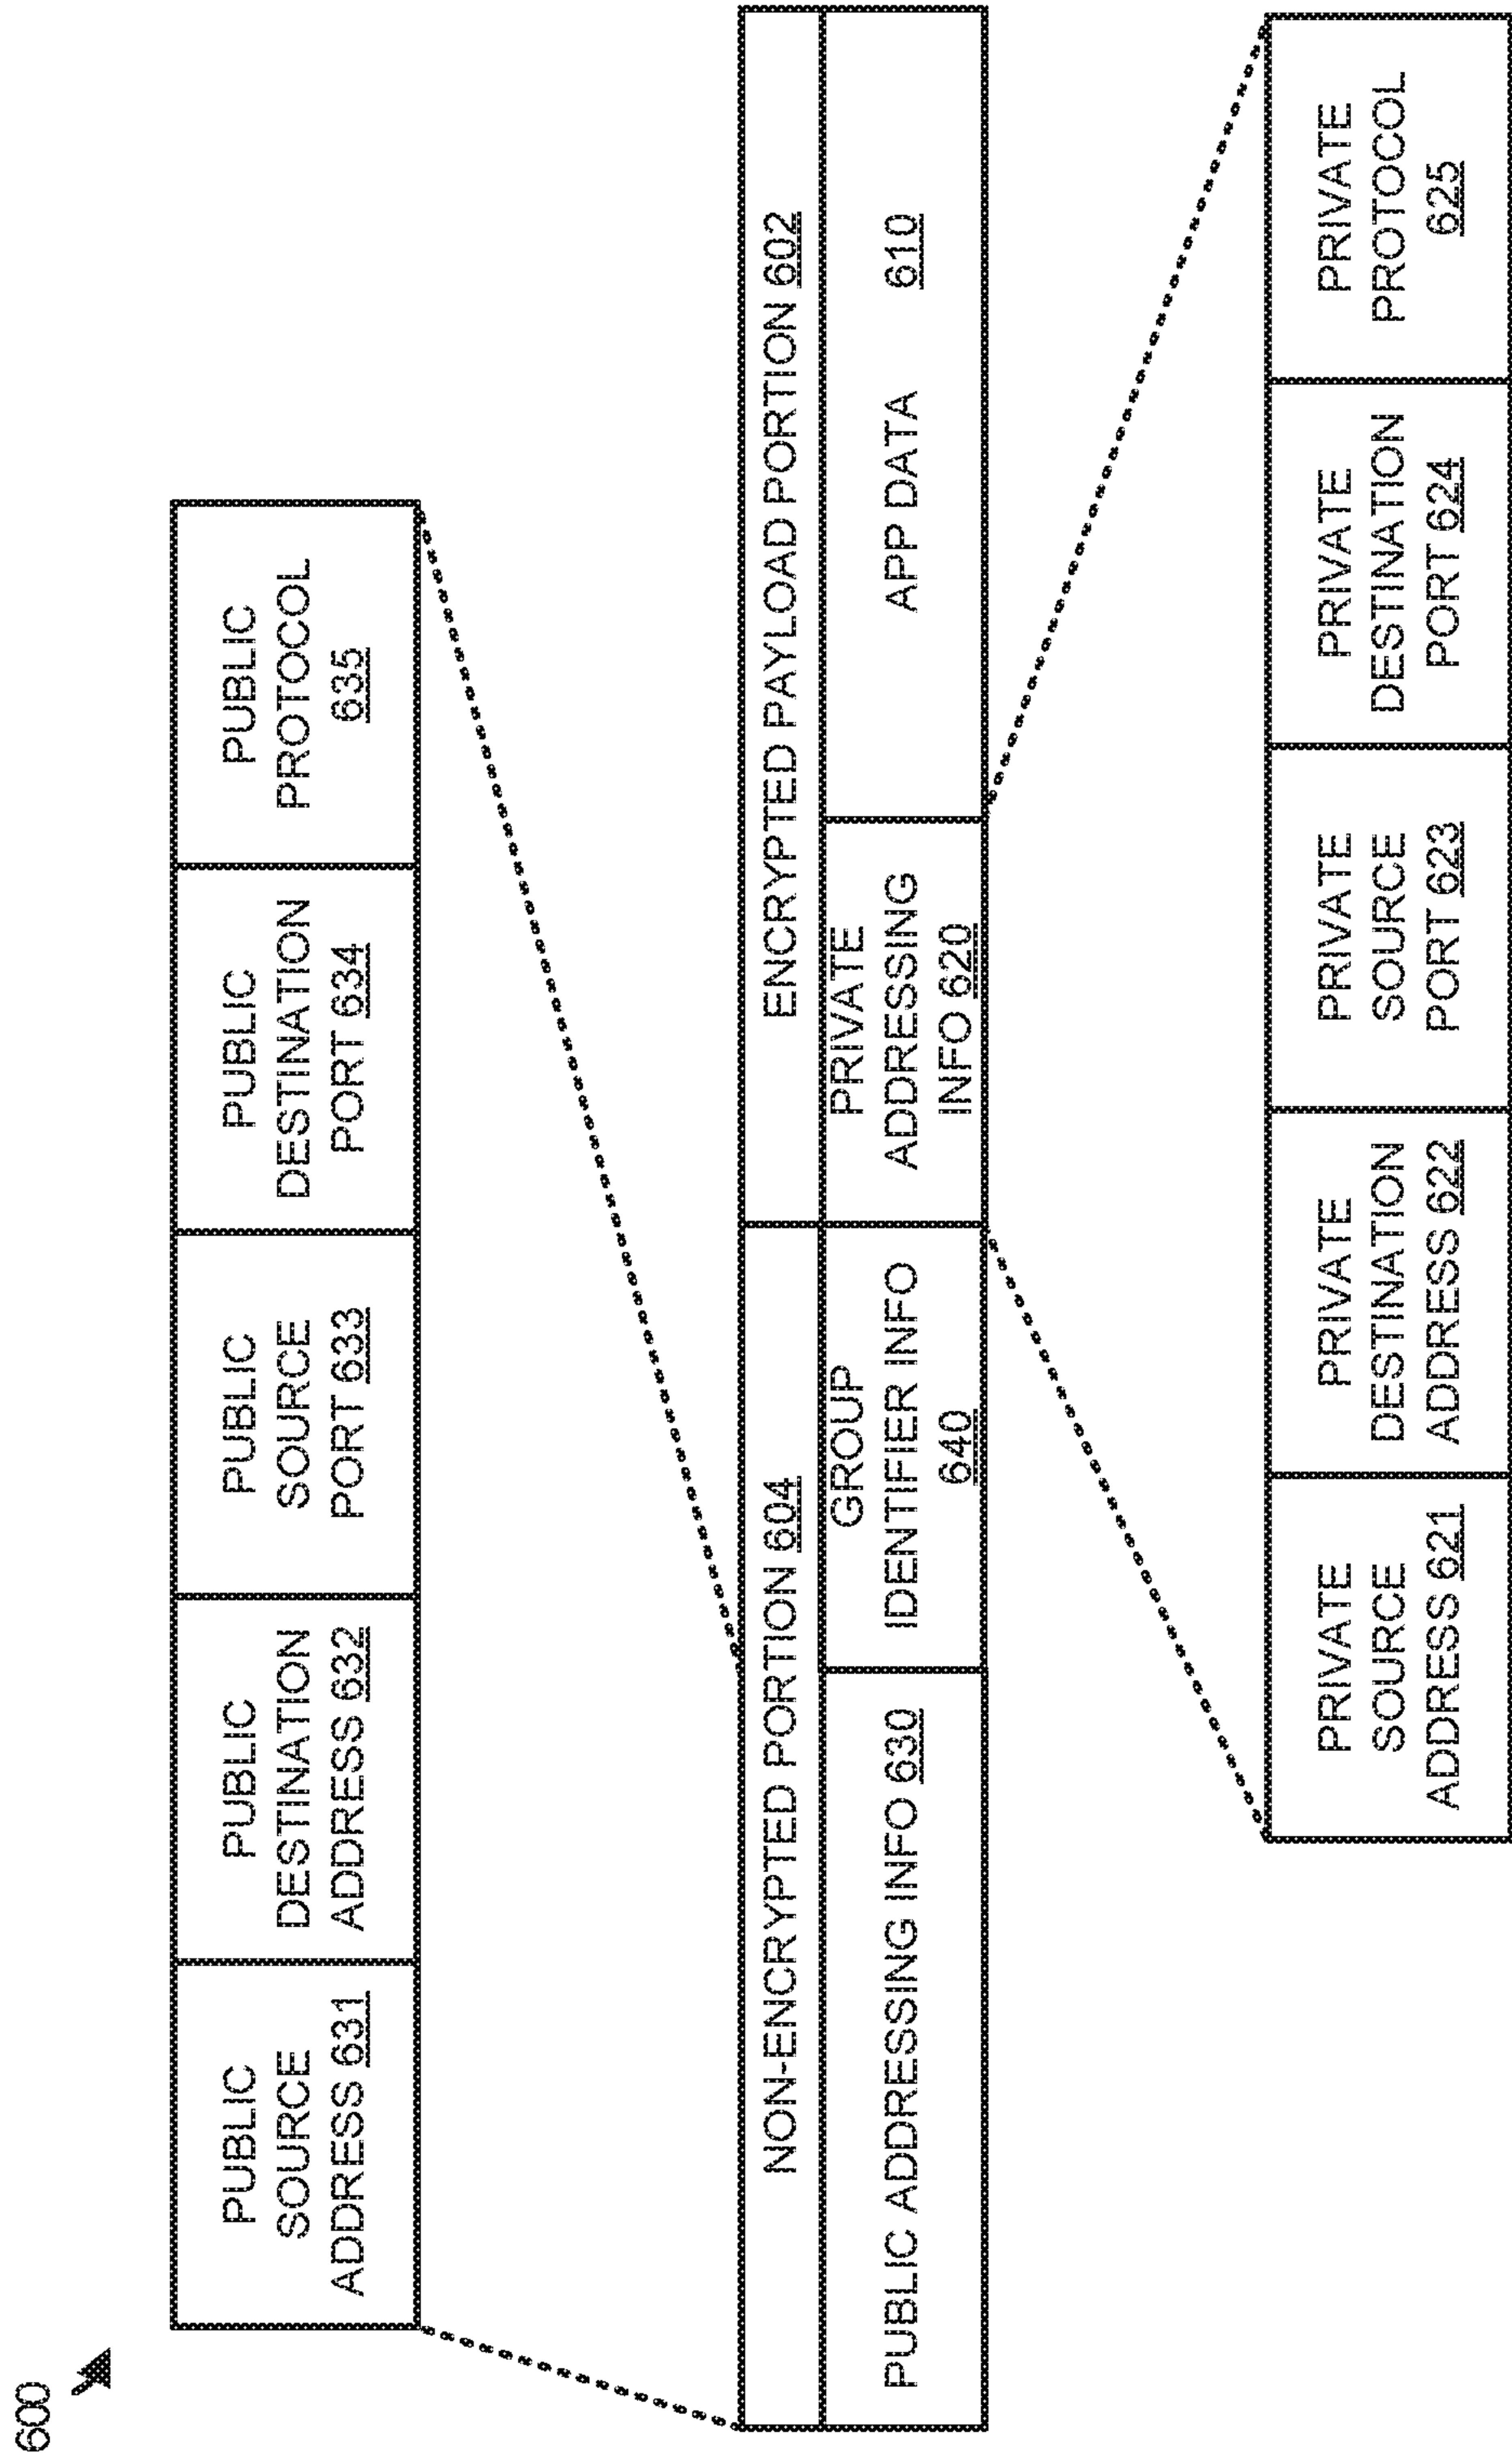 600
PUBLIC
SOURCE
ADDRESS 631
PUBLIC
DESTINATION
ADDRESS 632
PUBLIC
SOURCE
PORT 633
PUBLIC
DESTINATION
PORT 634
PUBLIC
PROTOCOL
635
NON-ENCRYPTED PORTION 604
ENCRYPTED PAYLOAD PORTION 602
PUBLIC ADDRESSING INFO 630
GROUP
IDENTIFIER INFO
640
PRIVATE
ADDRESSING
INFO 620
APP DATA 610
PRIVATE
SOURCE
ADDRESS 621
PRIVATE
DESTINATION
ADDRESS 622
PRIVATE
SOURCE
PORT 623
PRIVATE
DESTINATION
PORT 624
PRIVATE
PROTOCOL
625